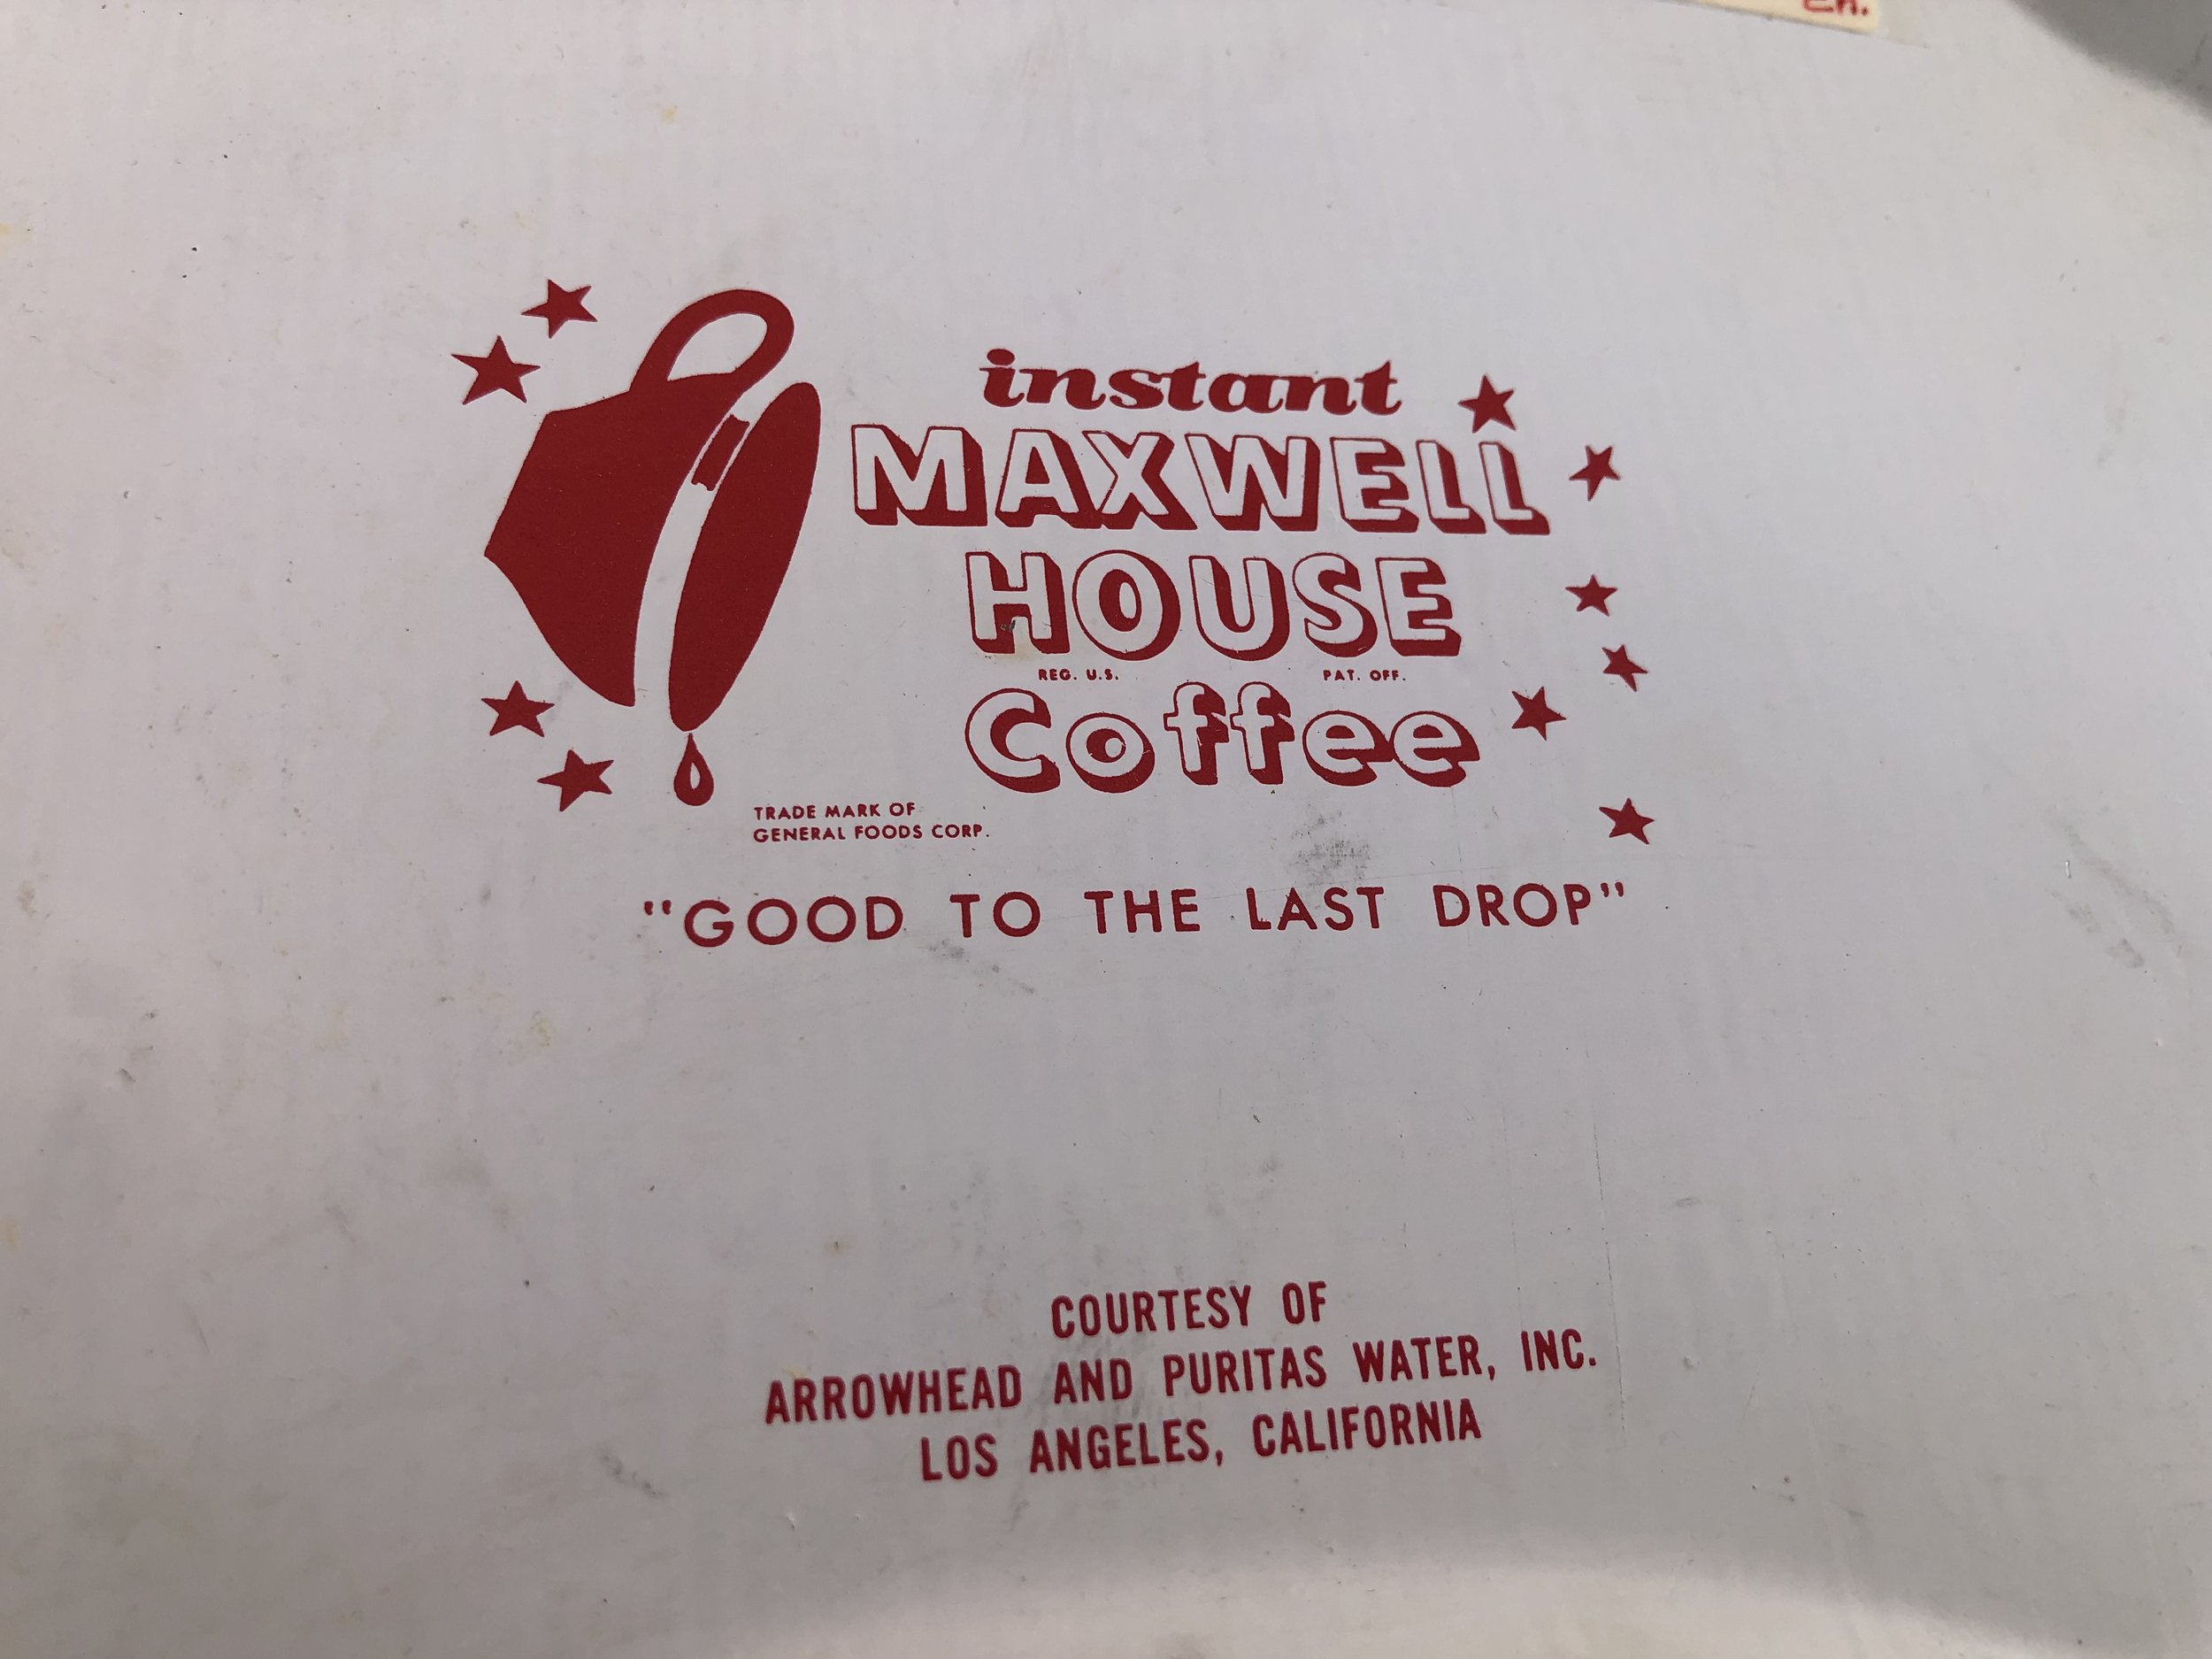 En.
instant
MAXWELL
HOUSE
REG. U.S. PAT. OFF.
Coffee
TRADE MARK OF
GENERAL FOODS CORP.
"GOOD TO THE LAST DROP"
COURTESY OF
ARROWHEAD AND PURITAS WATER, INC.
LOS ANGELES, CALIFORNIA